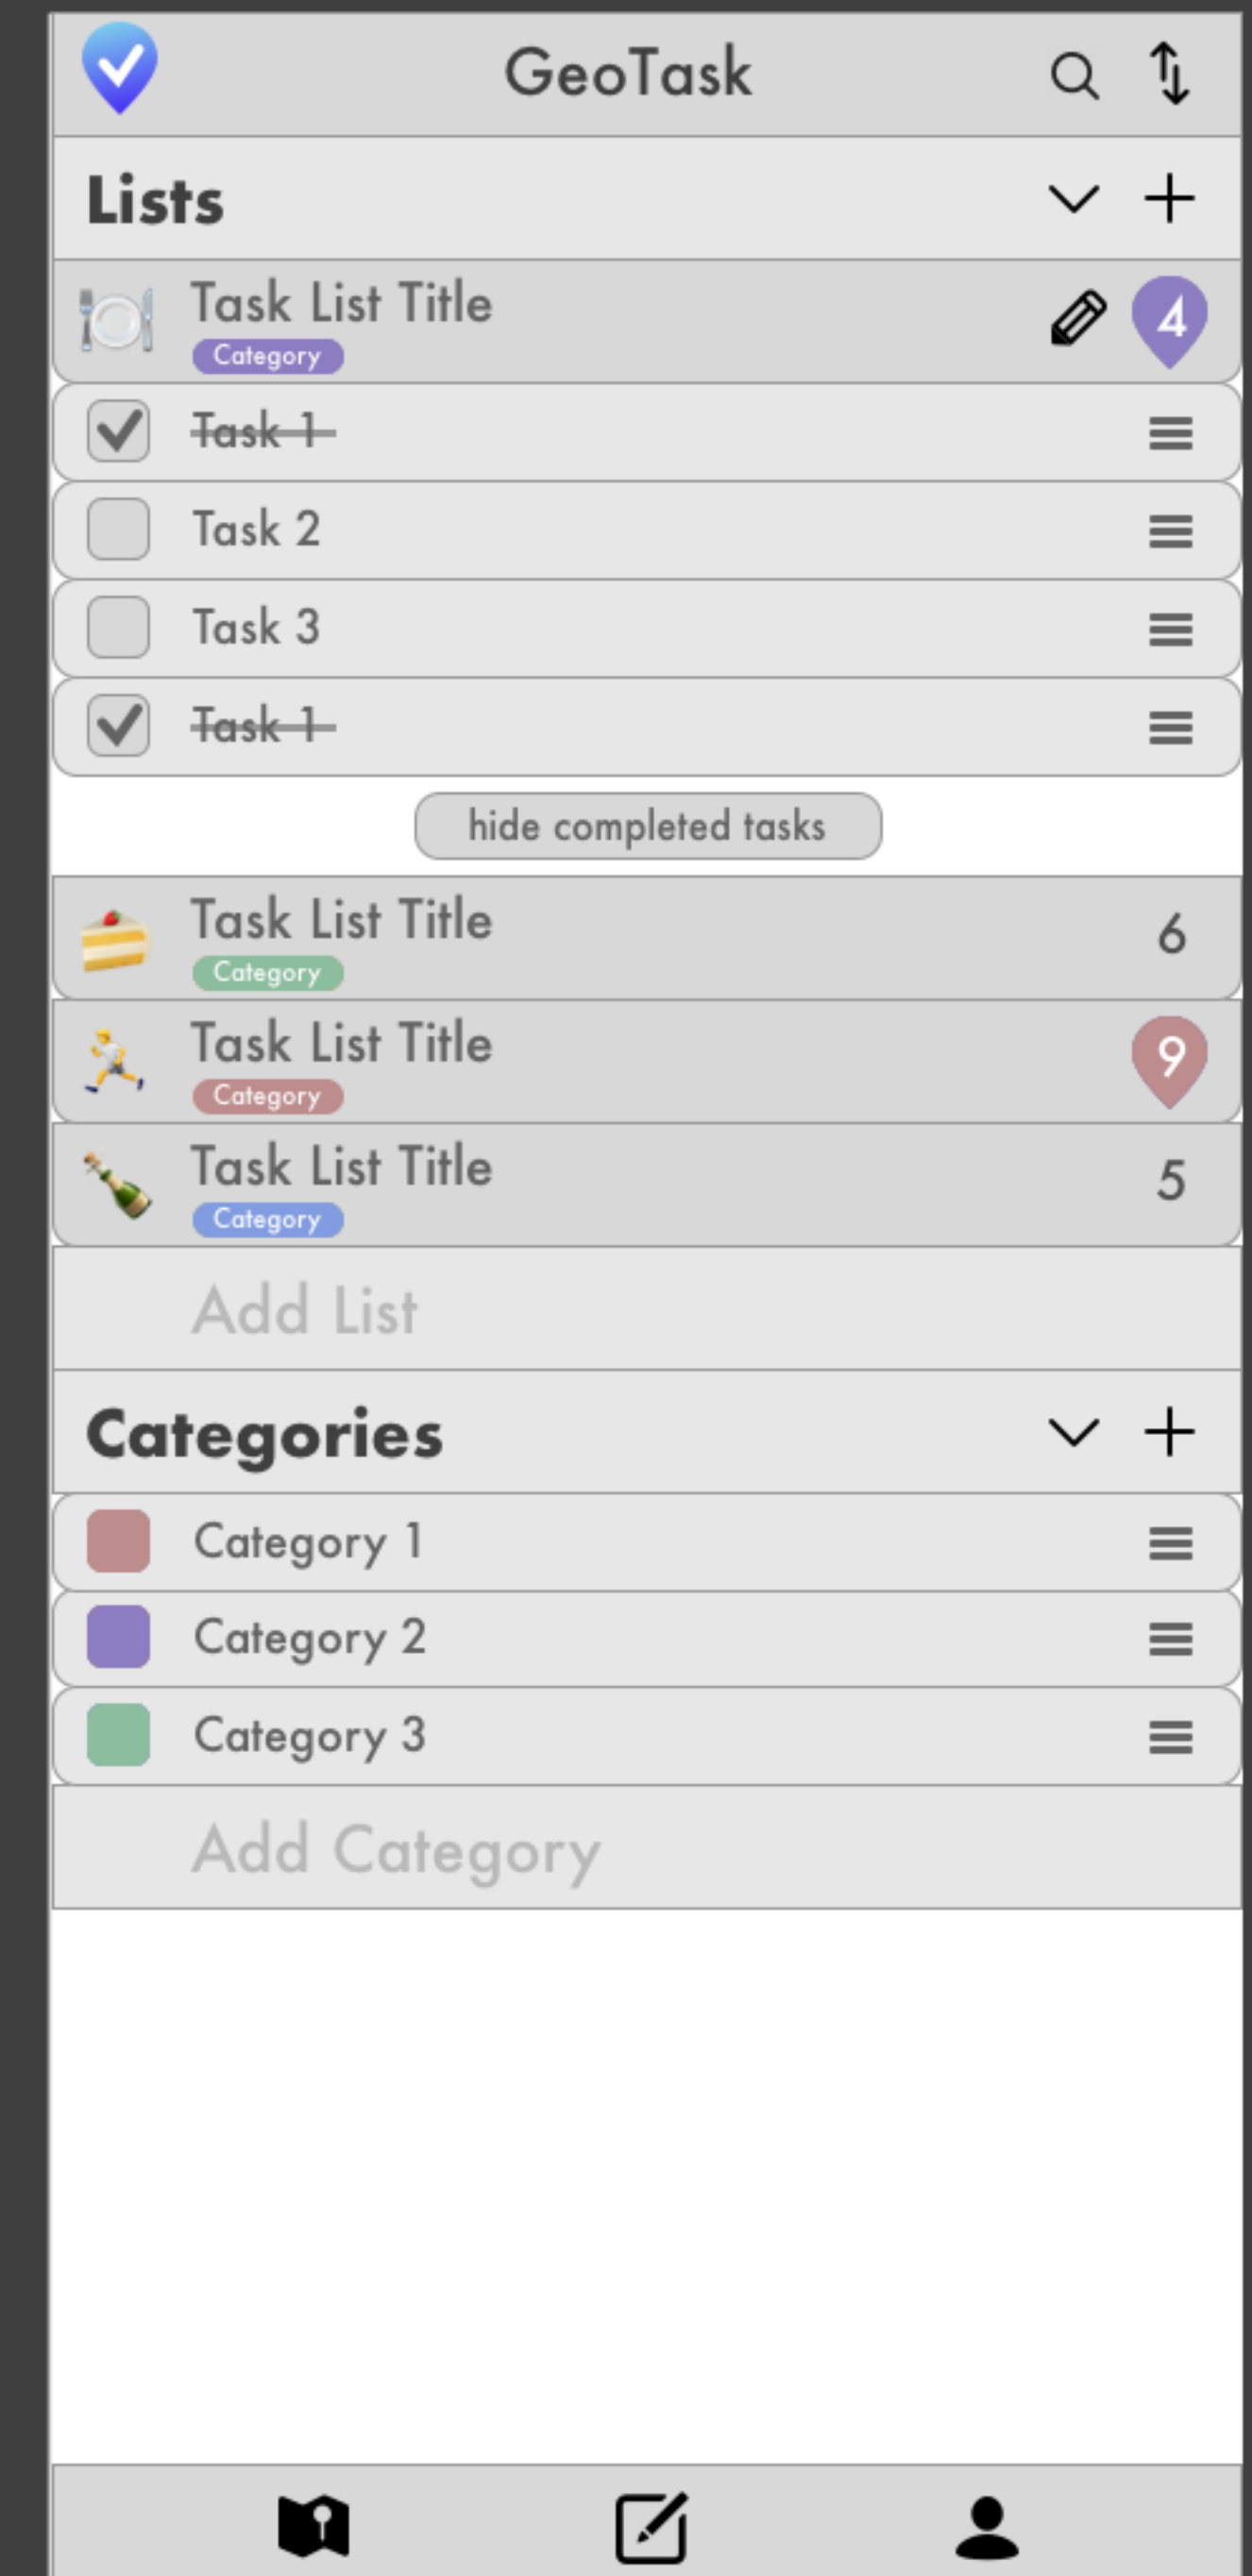 GeoTask
Lists
Task List Title
Category
4
Task 1
Task 2
Task 3
Task 1
hide completed tasks
Task List Title
Category
6
Task List Title
Category
9
Task List Title
Category
5
Add List
Categories
Category 1
Category 2
Category 3
Add Category